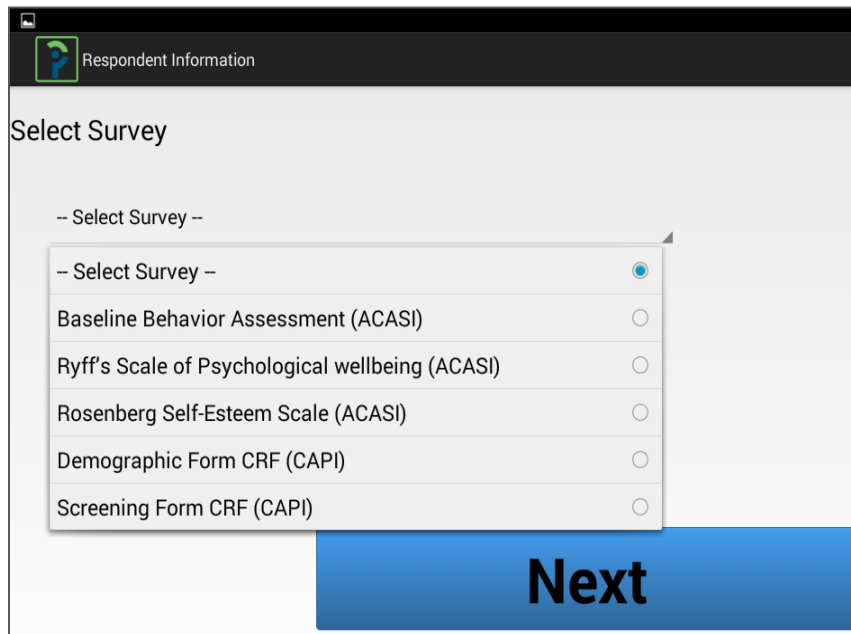 Respondent Information
Select Survey
-- Select Survey --
-- Select Survey --
Baseline Behavior Assessment (ACASI)
Ryff's Scale of Psychological wellbeing (ACASI)
Rosenberg Self-Esteem Scale (ACASI)
Demographic Form CRF (CAPI)
Screening Form CRF (CAPI)
Next